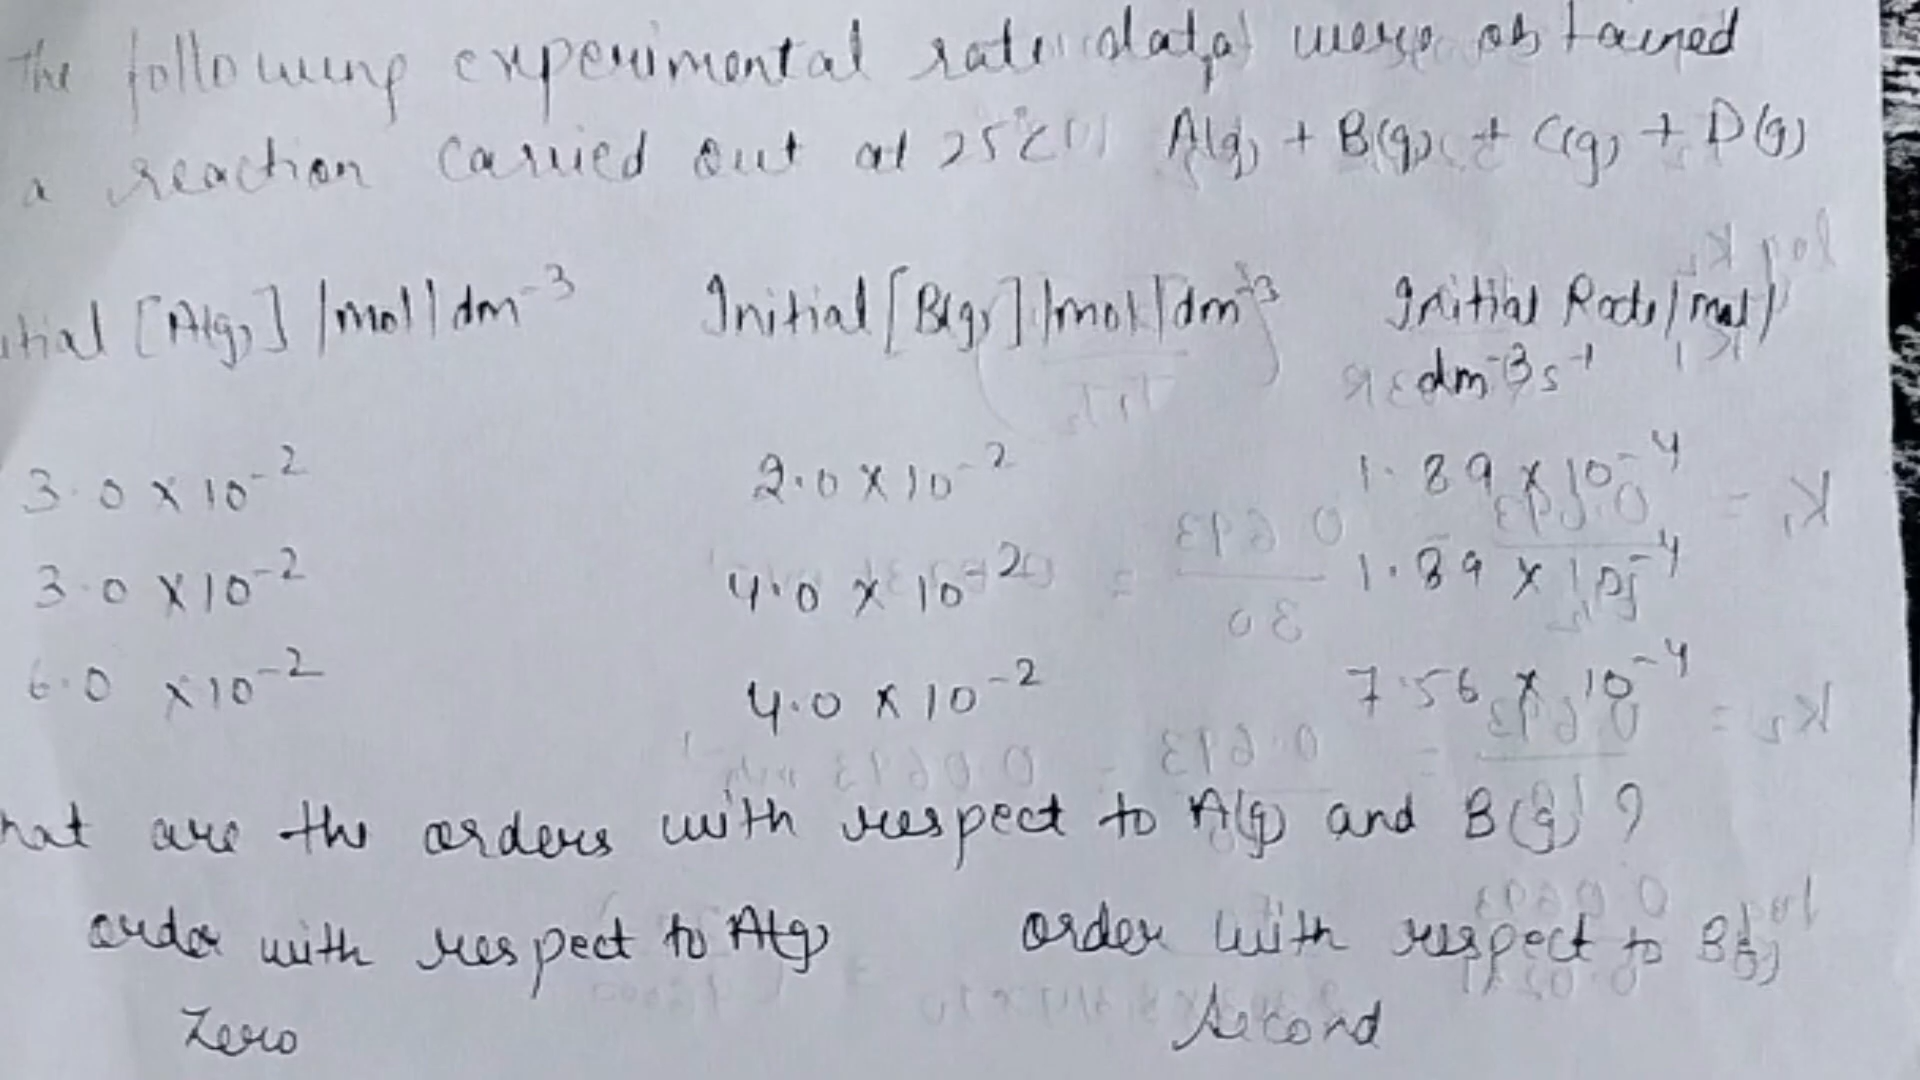 The following experimental rate data were obtained
a reaction carried out at 25°C A(g) + B(g) + C(g) + D(g)
itial [A(g)] /mol/dm-3 Initial [B(g)] /mol/dm-3 Initial Rate/mol/
dm-3s-1
3.0 x 10-2 2.0 x 10-2 1.89 x 10-4
3.0 x 10-2 4.0 x 10-2 1.89 x 10-4
6.0 x 10-2 4.0 x 10-2 7.56 x 10-4
hat are the orders with respect to A(g) and B(g) ?
order with respect to A(g) order with respect to B(g)
Zero Second